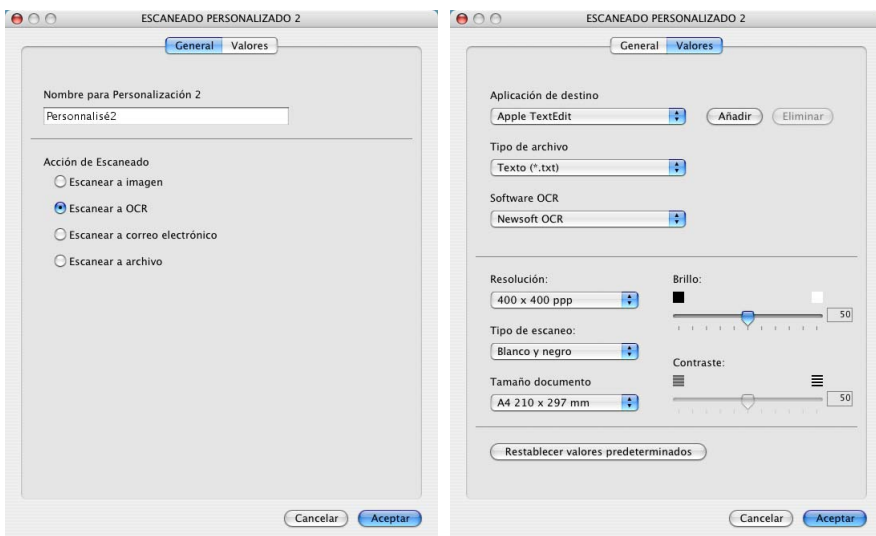 ESCANEADO PERSONALIZADO 2
General Valores
Nombre para Personalización 2
Personnalisé2
Acción de Escaneado
Escanear a imagen
Escanear a OCR
Escanear a correo electrónico
Escanear a archivo
Cancelar Aceptar
ESCANEADO PERSONALIZADO 2
General Valores
Aplicación de destino
Apple TextEdit Añadir Eliminar
Tipo de archivo
Texto (*.txt)
Software OCR
Newsoft OCR
Resolución: Brillo:
400 x 400 ppp
50
Tipo de escaneo:
Blanco y negro
Contraste:
Tamaño documento
A4 210 x 297 mm 50
Restablecer valores predeterminados
Cancelar Aceptar